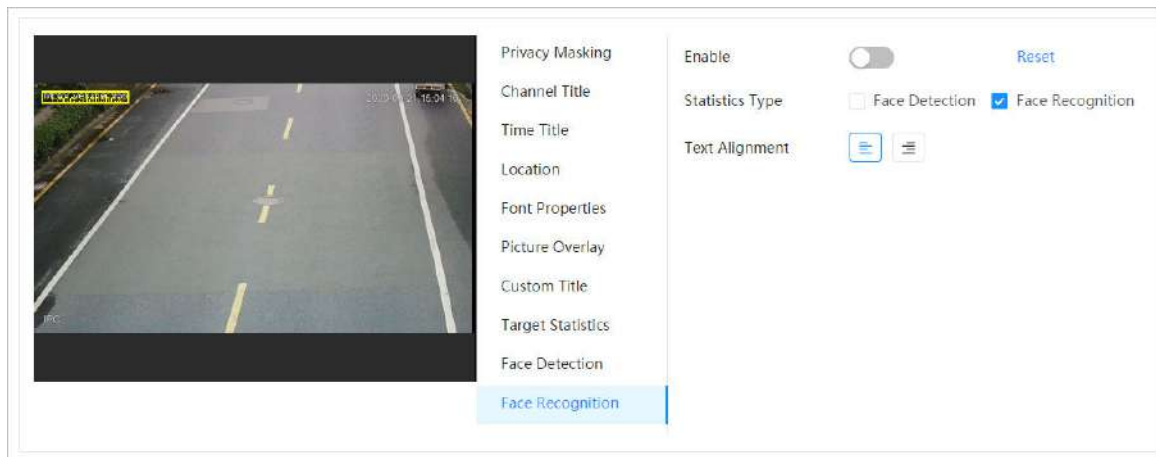 Privacy Masking
Channel Title
Time Title
Location
Font Properties
Picture Overlay
Custom Title
Target Statistics
Face Detection
Face Recognition
Enable
Reset
Statistics Type
Face Detection
Face Recognition
Text Alignment
IPC